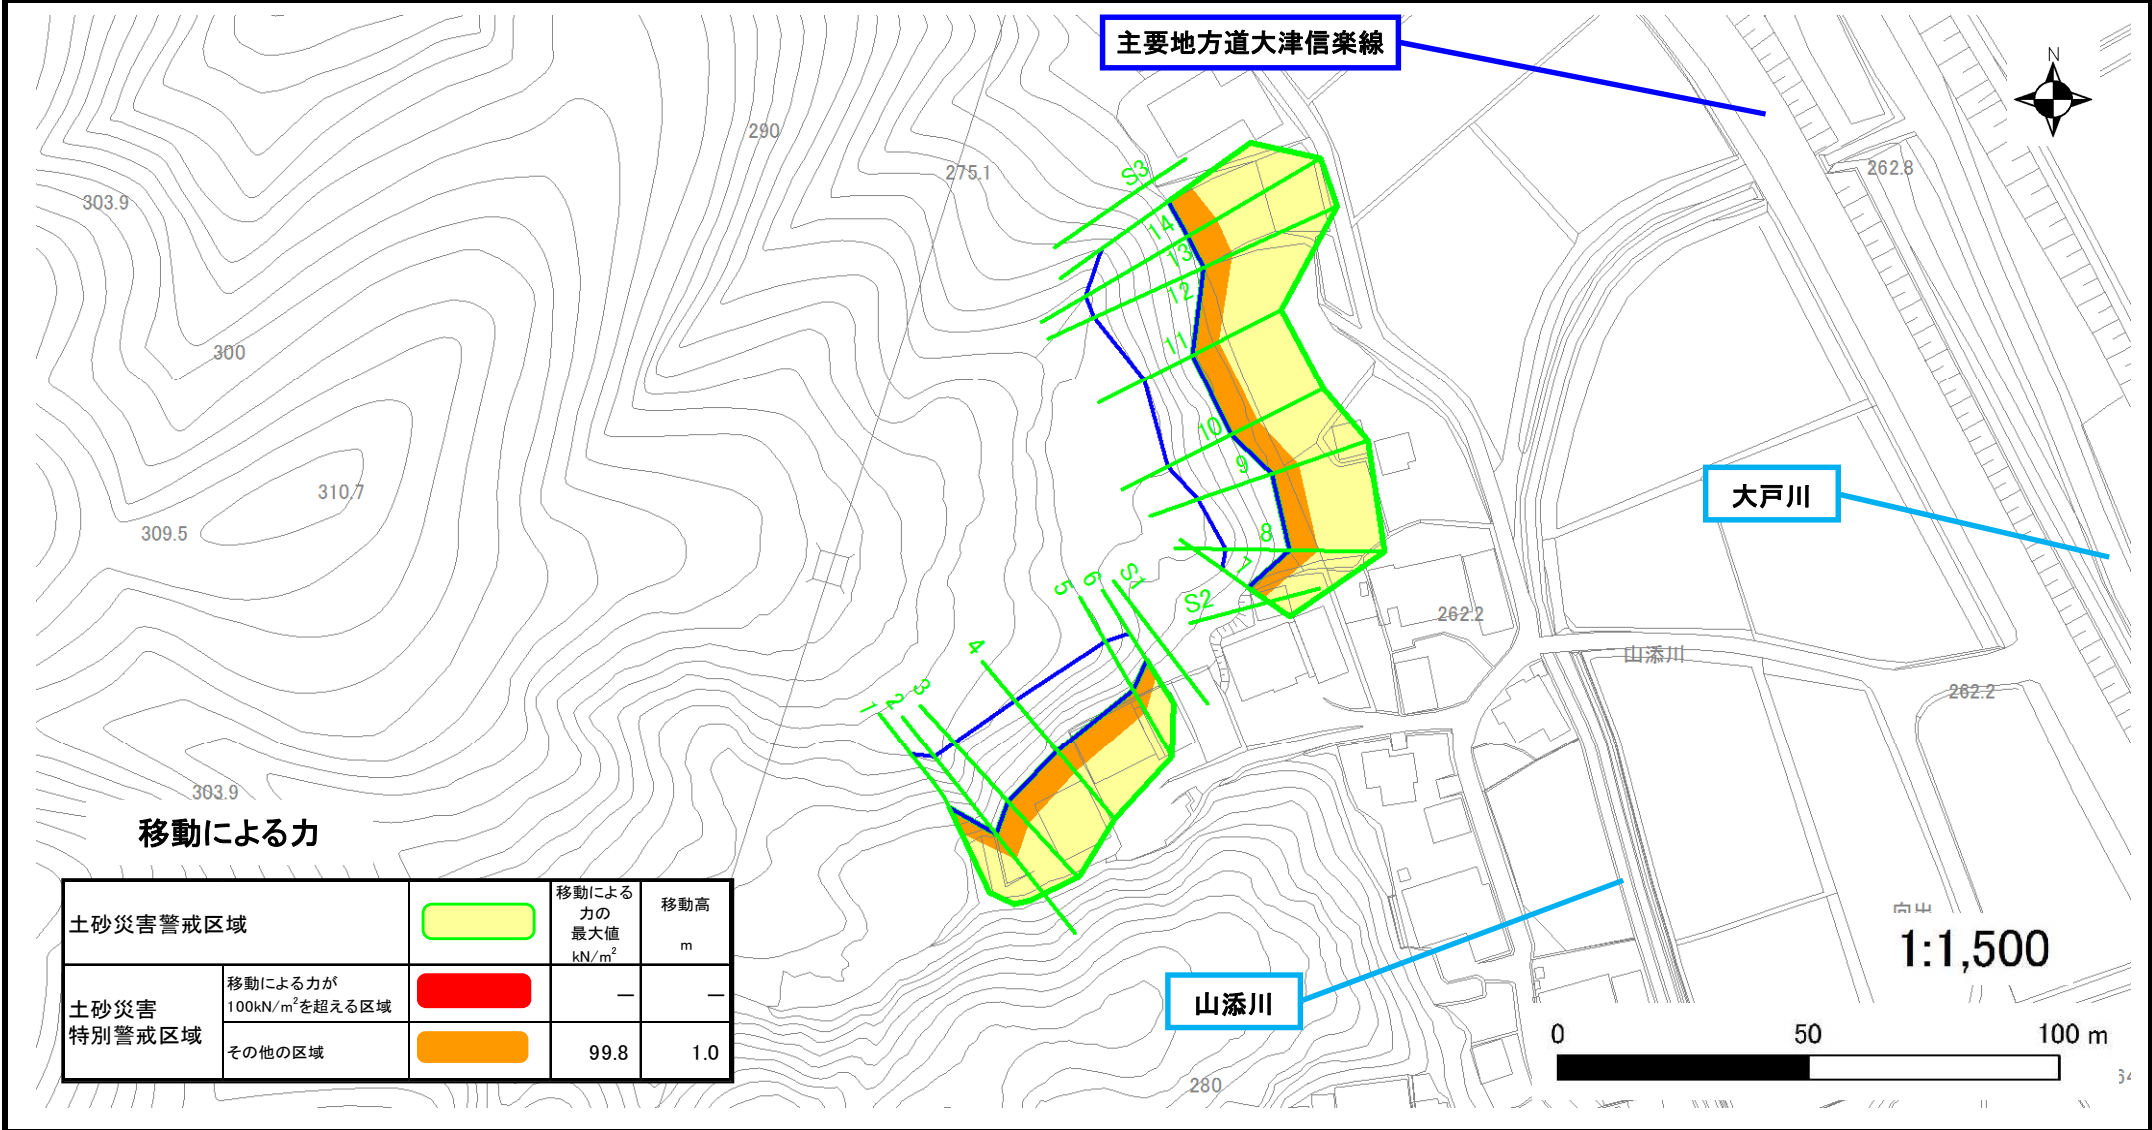 主要地方道大津信楽線
N
290
275.1
262.8
303.9
S3
14
13
12
300
11
10
9
310.7
309.5
大戸川
8
7
S1
6
5
S2
262.2
4
山添川
3
2
1
262.2
303.9
移動による力
土砂災害警戒区域
移動による
力の
最大値
kN/m²
移動高
m
土砂災害
特別警戒区域
移動による力が
100kN/m²を超える区域
－
－
その他の区域
99.8
1.0
山添川
1:1,500
0
50
100 m
280